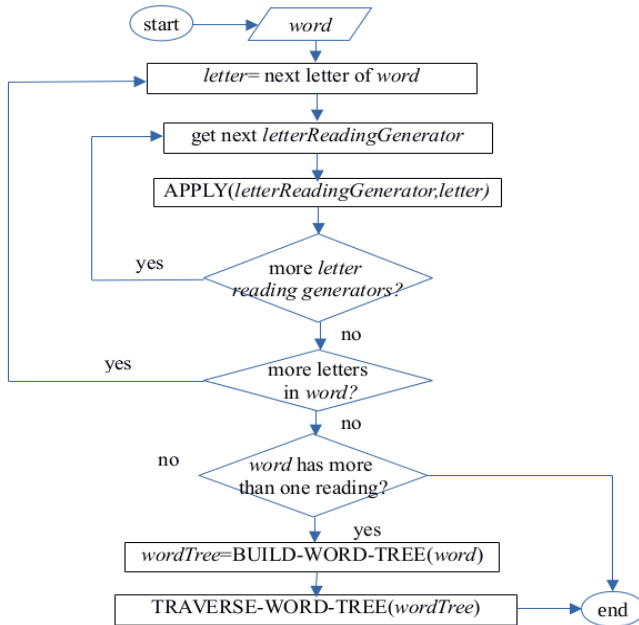 start
word
letter= next letter of word
get next letterReadingGenerator
APPLY(letterReadingGenerator,letter)
yes
more letter
reading generators?
no
yes
more letters
in word?
no
no
word has more
than one reading?
yes
wordTree=BUILD-WORD-TREE(word)
TRAVERSE-WORD-TREE(wordTree)
end